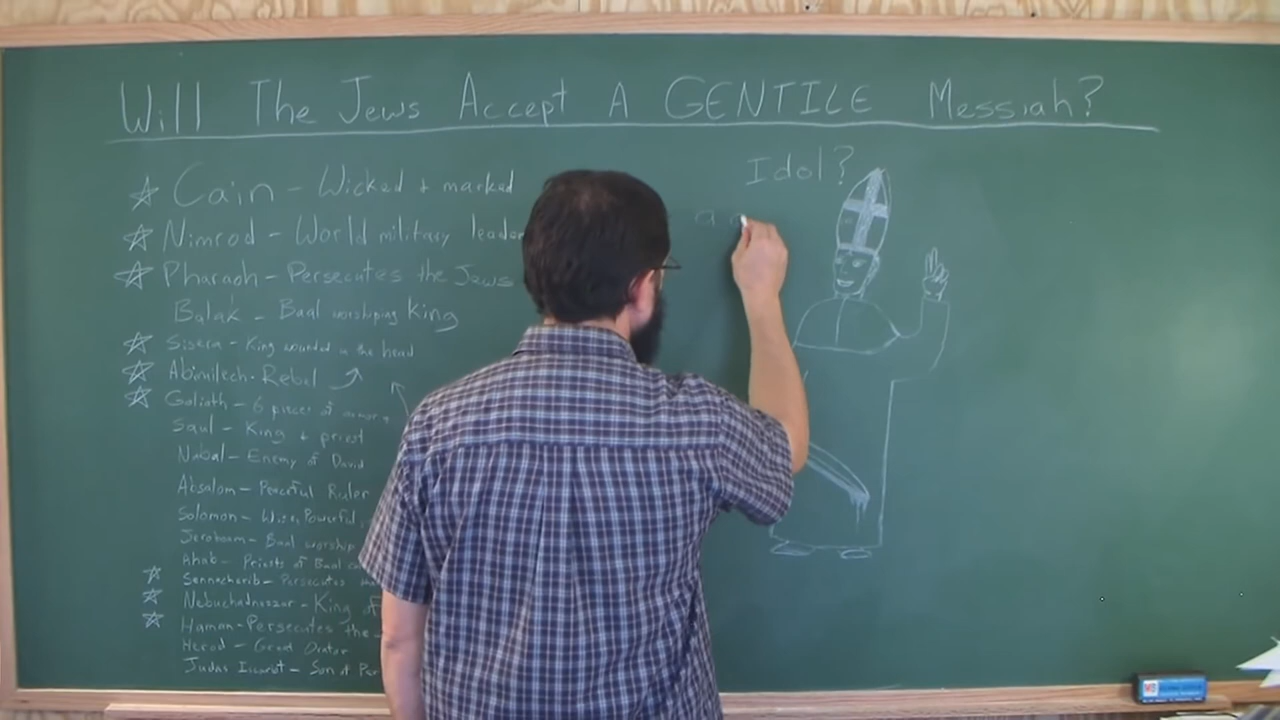 Will The Jews Accept A GENTILE Messiah?
Idol?
Cain - Wicked + marked
Nimrod - World military leader
Pharaoh - Persecutes the Jews
Balak - Baal worshiping King
Sisera - King wounded in the head
Abimilech - Rebel
Goliath - 6 pieces of armor
Saul - King + priest
Nabal - Enemy of David
Absalom - Peaceful Ruler
Solomon - Wise, Powerful
Jeroboam - Baal worship
Ahab - Priests of Baal
Sennacherib - Persecutes
Nebuchadnezzar - King of
Haman - Persecutes the
Herod - Great Orator
Judas Iscariot - Son of Per